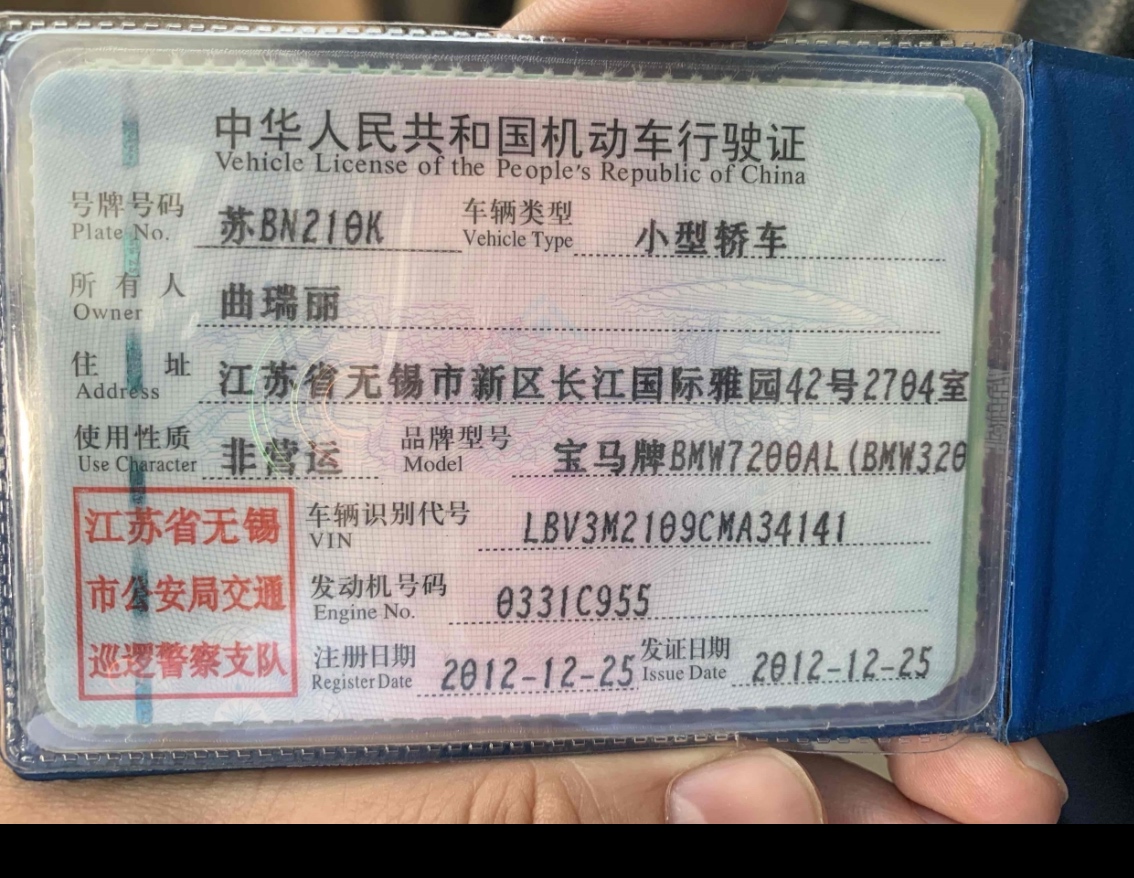 中华人民共和国机动车行驶证
Vehicle License of the People's Republic of China
号牌号码 苏BN210K 车辆类型 小型轿车
Plate No. Vehicle Type
所有人 曲瑞丽
Owner
住址 江苏省无锡市新区长江国际雅园42号2704室
Address
使用性质 非营运 品牌型号 宝马牌BMW7200AL(BMW320
Use Character Model
江苏省无锡
市公安局交通
巡逻警察支队
车辆识别代号 LBV3M2109CMA34141
VIN
发动机号码 0331C955
Engine No.
注册日期 2012-12-25 发证日期 2012-12-25
Register Date Issue Date